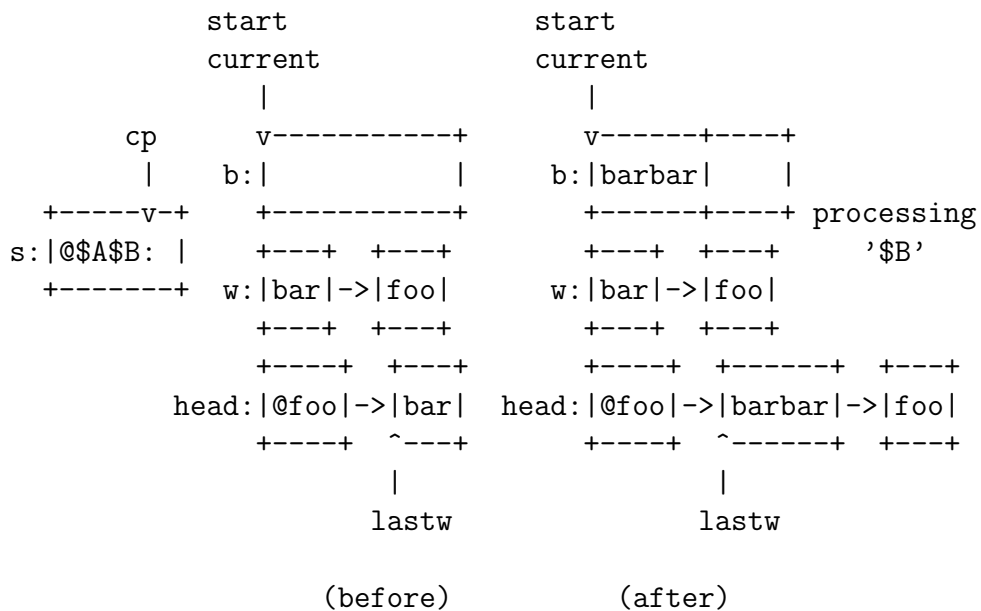 start                start
            current              current
               |                    |
       cp      v-----------+        v------+----+
        |    b:|           |      b:|barbar|    |
  +-----v-+    +-----------+        +------+----+ processing
s:|@$A$B: |    +---+  +---+         +---+  +---+     '$B'
  +-------+  w:|bar|->|foo|       w:|bar|->|foo|
               +---+  +---+         +---+  +---+
               +----+  +---+        +----+  +------+  +---+
          head:|@foo|->|bar|   head:|@foo|->|barbar|->|foo|
               +----+  ^---+        +----+  ^------+  +---+
                       |                    |
                      lastw                lastw
                   (before)           (after)